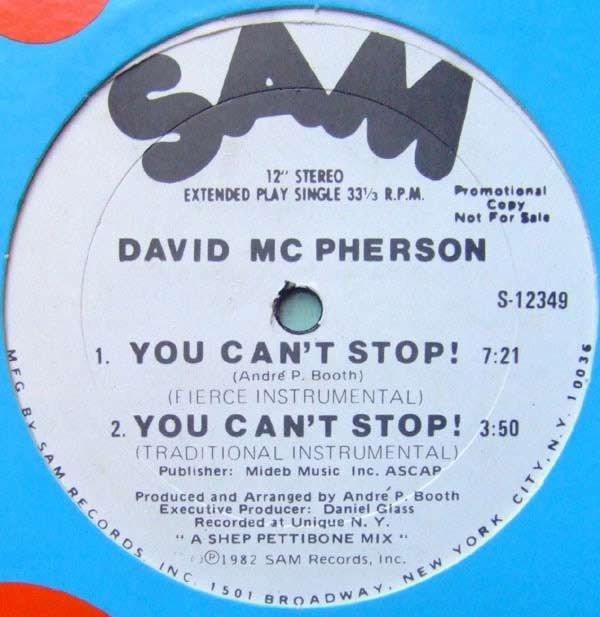 SAM
12" STEREO
EXTENDED PLAY SINGLE 33⅓ R.P.M.
Promotional
Copy
Not For Sale
DAVID MC PHERSON
S-12349
1. YOU CAN'T STOP! 7:21
(André P. Booth)
(FIERCE INSTRUMENTAL)
2. YOU CAN'T STOP! 3:50
(TRADITIONAL INSTRUMENTAL)
Publisher: Mideb Music Inc. ASCAP
Produced and Arranged by André P. Booth
Executive Producer: Daniel Glass
Recorded at Unique N. Y.
" A SHEP PETTIBONE MIX "
Ⓟ1982 SAM Records, Inc.
MFG BY SAM RECORDS, INC. 1501 BROADWAY, NEW YORK CITY, N.Y. 10036